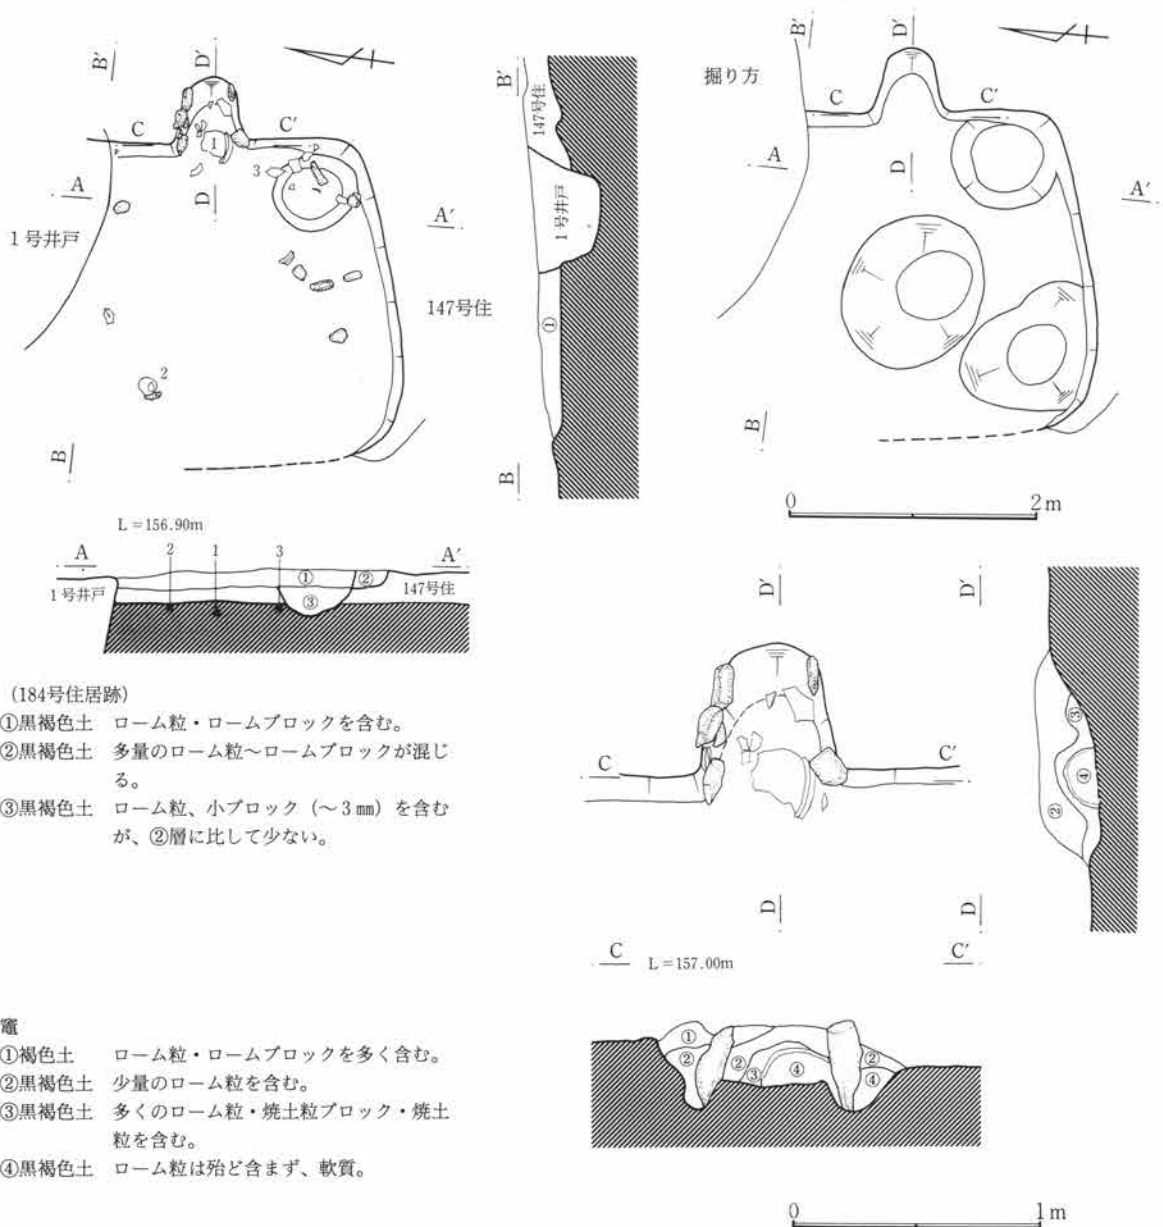 B′
D′
C
C′
1
3
A
D
A′
1号井戸
147号住
2
B
B′
147号住
1号井戸
①
B
掘り方
B′
D′
C
C′
A
D
A′
B
0 2m
L=156.90m
A 2 1 3 A′
1号井戸 ① ② ③ 147号住
(184号住居跡)
①黒褐色土 ローム粒・ロームブロックを含む。
②黒褐色土 多量のローム粒~ロームブロックが混じ
る。
③黒褐色土 ローム粒、小ブロック(~3㎜)を含む
が、②層に比して少ない。
D′
C
C′
D
D′
③
④
②
D
C L=157.00m C′
① ② ② ③ ④ ② ④
竈
①褐色土 ローム粒・ロームブロックを多く含む。
②黒褐色土 少量のローム粒を含む。
③黒褐色土 多くのローム粒・焼土粒ブロック・焼土
粒を含む。
④黒褐色土 ローム粒は殆ど含まず、軟質。
0 1m